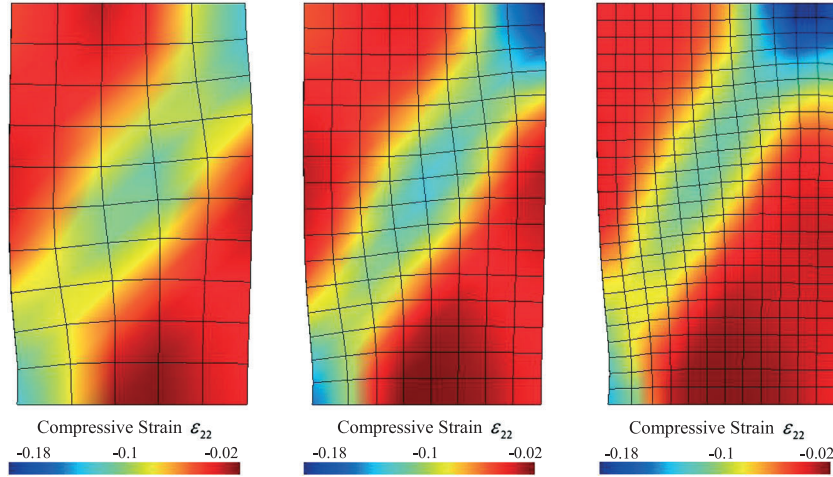 Compressive Strain ε22 Compressive Strain ε22 Compressive Strain ε22
-0.18 -0.1 -0.02 -0.18 -0.1 -0.02 -0.18 -0.1 -0.02